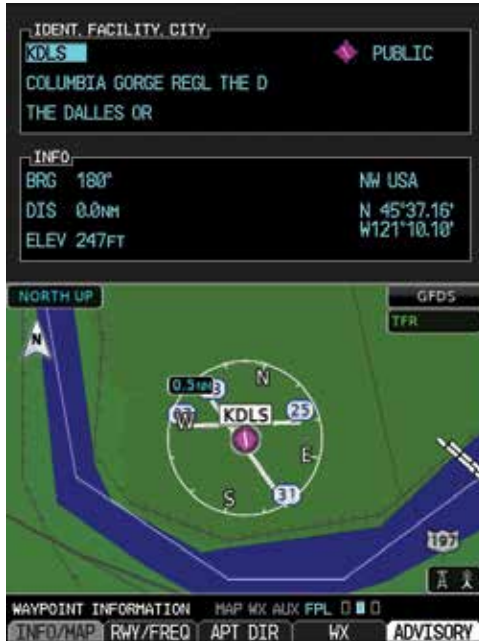 IDENT, FACILITY, CITY
KDLS PUBLIC
COLUMBIA GORGE REGL THE D
THE DALLES OR
INFO
BRG 180° NW USA
DIS 0.0NM N 45°37.16'
W121°10.10'
ELEV 247FT
NORTH UP GFDS
TFR
N
0.5NM 3 N
W KDLS 25
E
S 31
197
WAYPOINT INFORMATION MAP WX AUX FPL
INFO/MAP RWY/FREQ APT DIR WX ADVISORY